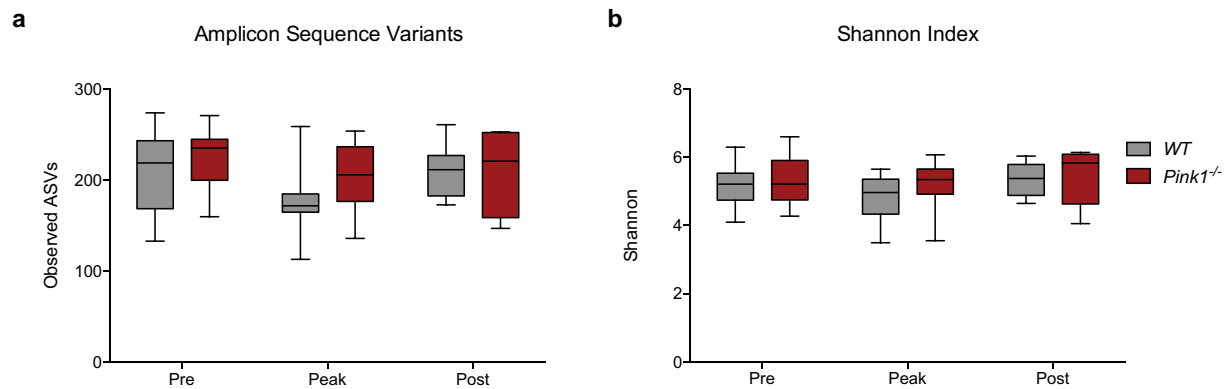 a
Amplicon Sequence Variants
300
200
100
0
Observed ASVs
Pre
Peak
Post
b
Shannon Index
8
6
4
2
0
Shannon
Pre
Peak
Post
WT
Pink1-/-